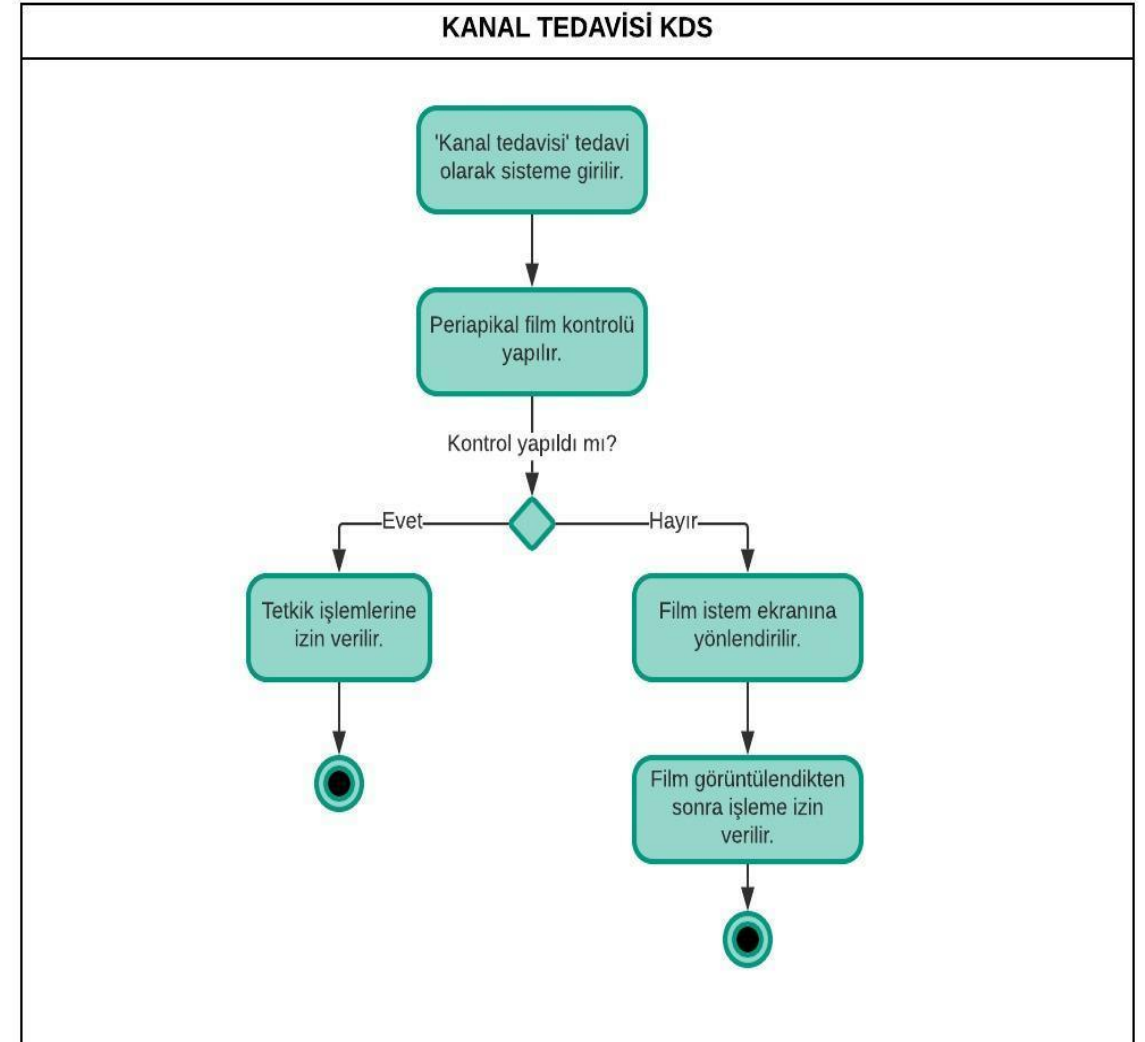 KANAL TEDAVİSİ KDS
'Kanal tedavisi' tedavi
olarak sisteme girilir.
Periapikal film kontrolü
yapılır.
Kontrol yapıldı mı?
Evet
Hayır
Tetkik işlemlerine
izin verilir.
Film istem ekranına
yönlendirilir.
Film görüntülendikten
sonra işleme izin
verilir.